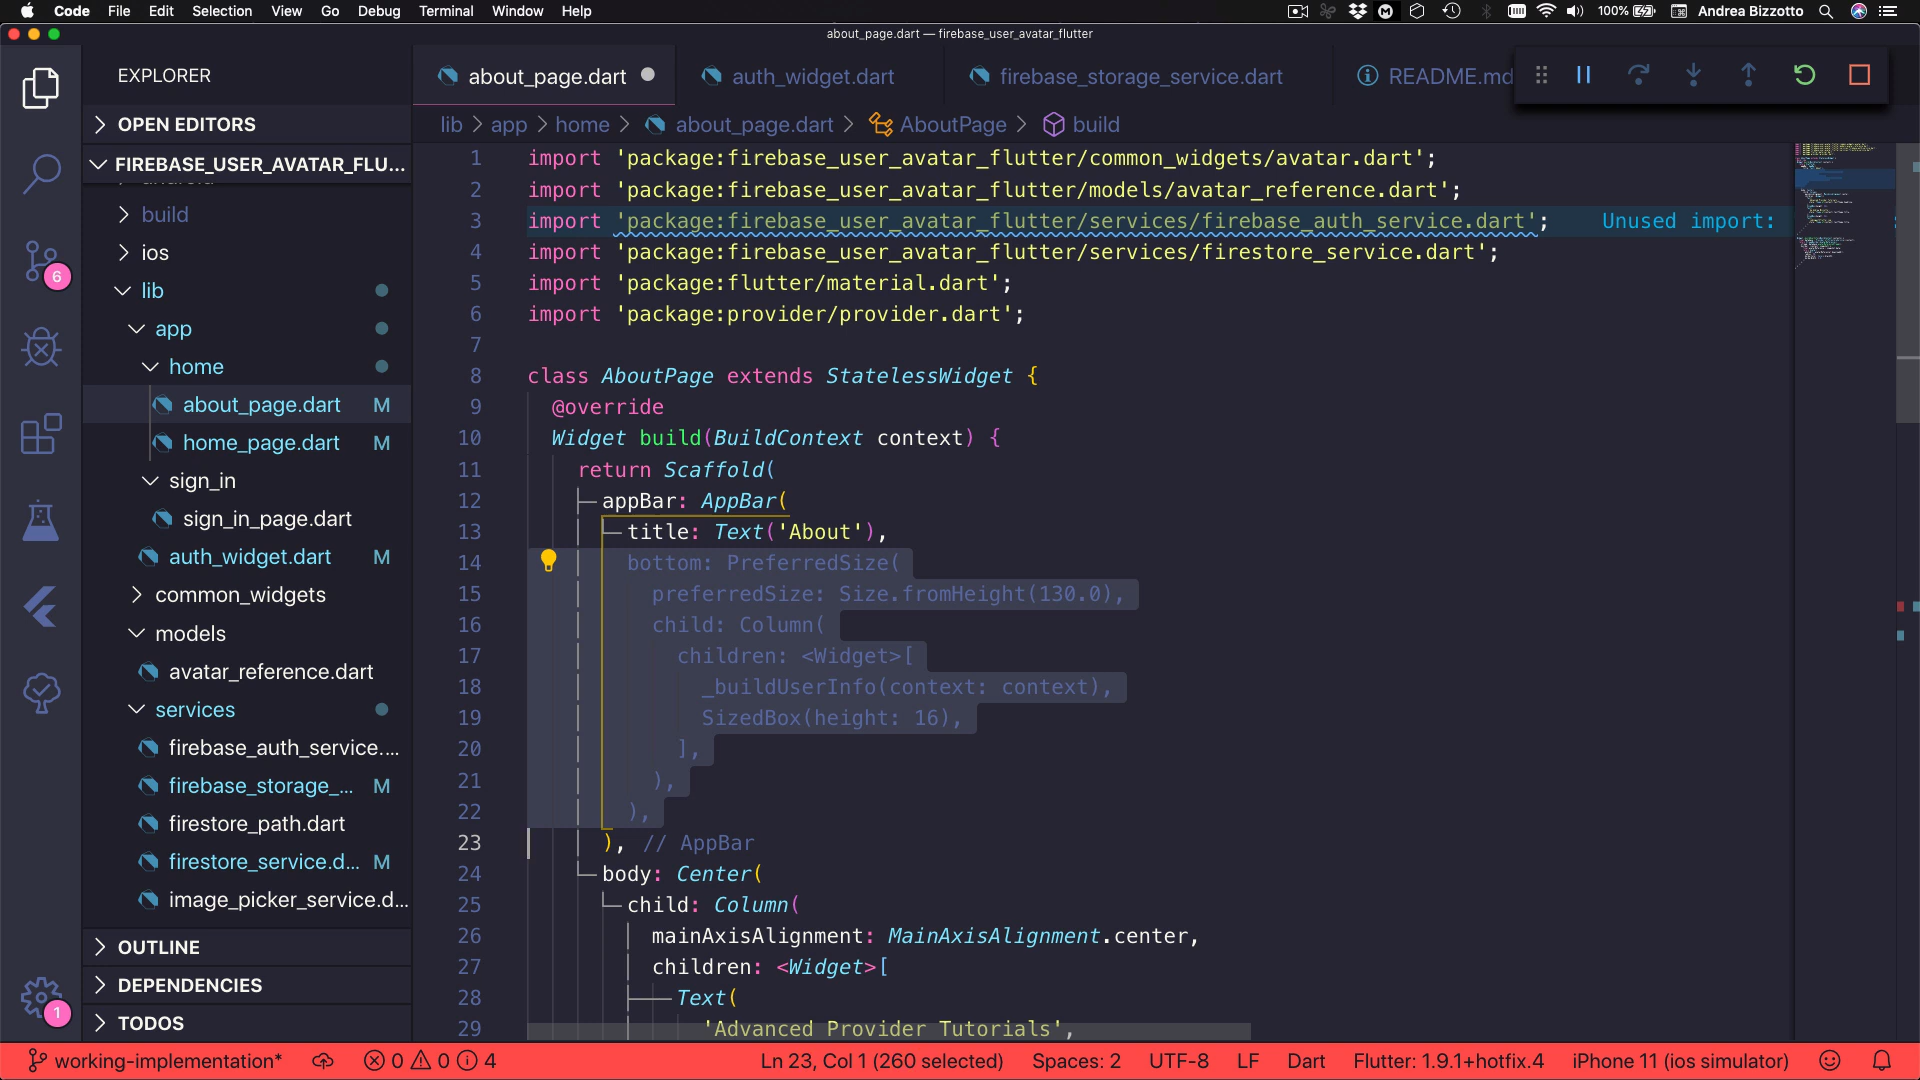 Code File Edit Selection View Go Debug Terminal Window Help 100% Andrea Bizzotto
about_page.dart — firebase_user_avatar_flutter
EXPLORER
OPEN EDITORS
FIREBASE_USER_AVATAR_FLU...
build
ios
lib
app
home
about_page.dart M
home_page.dart M
sign_in
sign_in_page.dart
auth_widget.dart M
common_widgets
models
avatar_reference.dart
services
firebase_auth_service....
firebase_storage_... M
firestore_path.dart
firestore_service.d... M
image_picker_service.d...
OUTLINE
DEPENDENCIES
TODOS
6
1
about_page.dart auth_widget.dart firebase_storage_service.dart README.md
lib > app > home > about_page.dart > AboutPage > build
1 import 'package:firebase_user_avatar_flutter/common_widgets/avatar.dart';
2 import 'package:firebase_user_avatar_flutter/models/avatar_reference.dart';
3 import 'package:firebase_user_avatar_flutter/services/firebase_auth_service.dart'; Unused import:
4 import 'package:firebase_user_avatar_flutter/services/firestore_service.dart';
5 import 'package:flutter/material.dart';
6 import 'package:provider/provider.dart';
7
8 class AboutPage extends StatelessWidget {
9 @override
10 Widget build(BuildContext context) {
11 return Scaffold(
12 appBar: AppBar(
13 title: Text('About'),
14 bottom: PreferredSize(
15 preferredSize: Size.fromHeight(130.0),
16 child: Column(
17 children: <Widget>[
18 _buildUserInfo(context: context),
19 SizedBox(height: 16),
20 ],
21 ),
22 ),
23 ), // AppBar
24 body: Center(
25 child: Column(
26 mainAxisAlignment: MainAxisAlignment.center,
27 children: <Widget>[
28 Text(
29 'Advanced Provider Tutorials',
working-implementation* 0 0 4 Ln 23, Col 1 (260 selected) Spaces: 2 UTF-8 LF Dart Flutter: 1.9.1+hotfix.4 iPhone 11 (ios simulator)